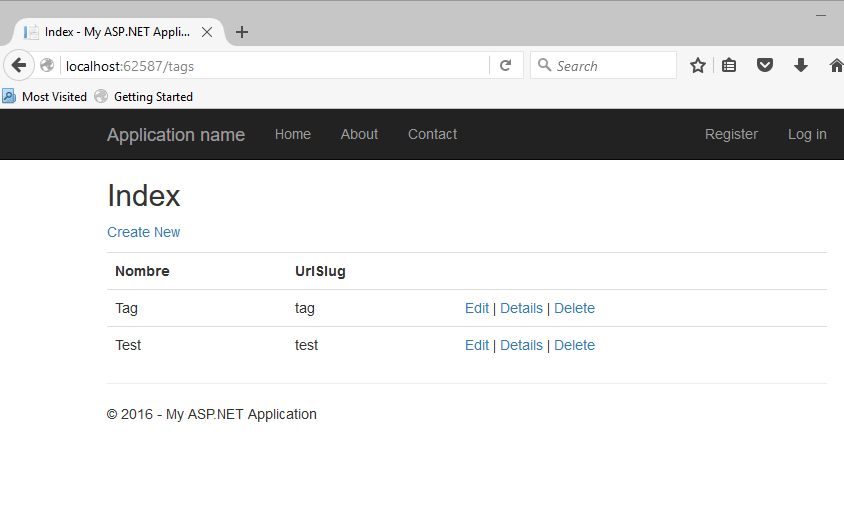 Index - My ASP.NET Appli...
localhost:62587/tags
Search
Most Visited Getting Started
Application name Home About Contact Register Log in
Index
Create New
Nombre UrlSlug
Tag tag Edit | Details | Delete
Test test Edit | Details | Delete
© 2016 - My ASP.NET Application